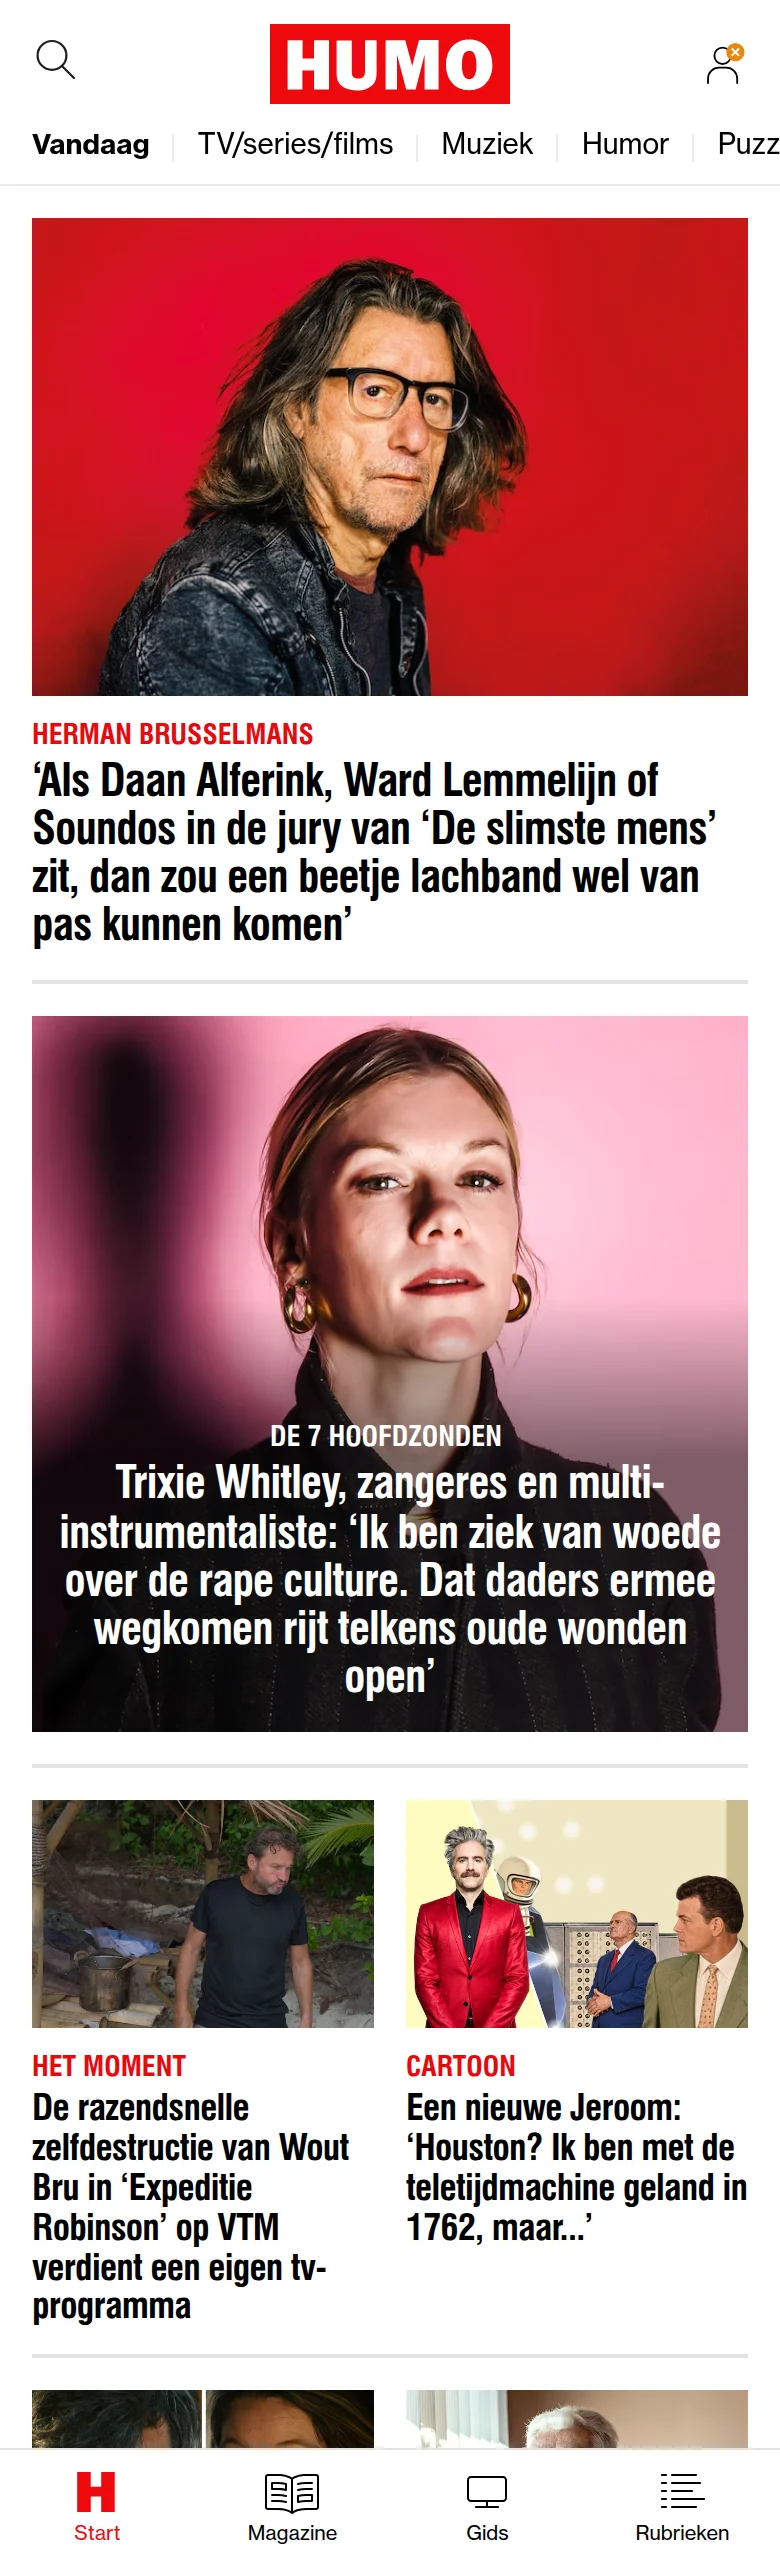 HUMO
Vandaag
TV/series/films
Muziek
Humor
Puzz
HERMAN BRUSSELMANS
‘Als Daan Alferink, Ward Lemmelijn of
Soundos in de jury van ‘De slimste mens’
zit, dan zou een beetje lachband wel van
pas kunnen komen’
DE 7 HOOFDZONDEN
Trixie Whitley, zangeres en multi-
instrumentaliste: ‘Ik ben ziek van woede
over de rape culture. Dat daders ermee
wegkomen rijt telkens oude wonden
open’
HET MOMENT
De razendsnelle
zelfdestructie van Wout
Bru in ‘Expeditie
Robinson’ op VTM
verdient een eigen tv-
programma
CARTOON
Een nieuwe Jeroom:
‘Houston? Ik ben met de
teletijdmachine geland in
1762, maar...’
H
Start
Magazine
Gids
Rubrieken